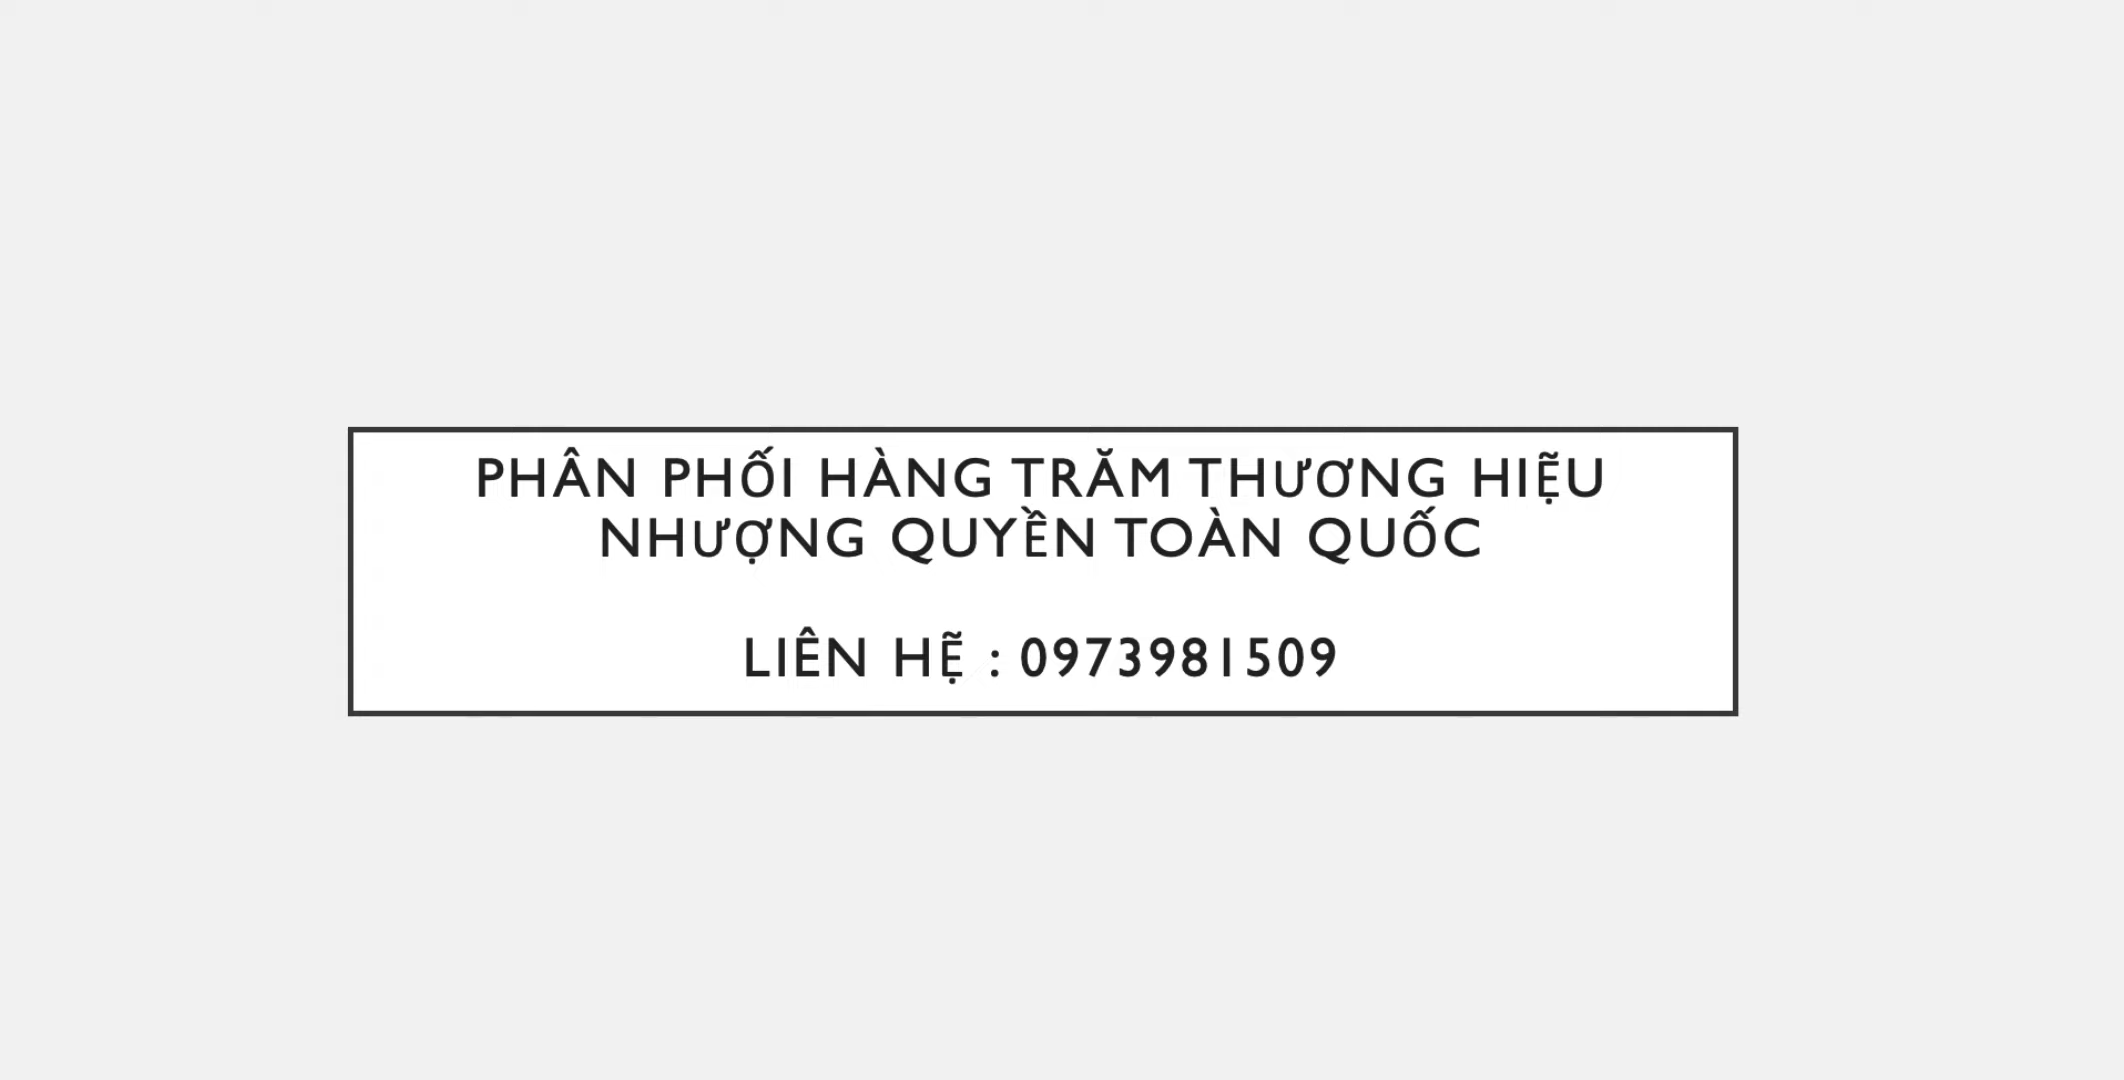 PHÂN PHỐI HÀNG TRĂM THƯƠNG HIỆU
NHƯỢNG QUYỀN TOÀN QUỐC
LIÊN HỆ : 0973981509